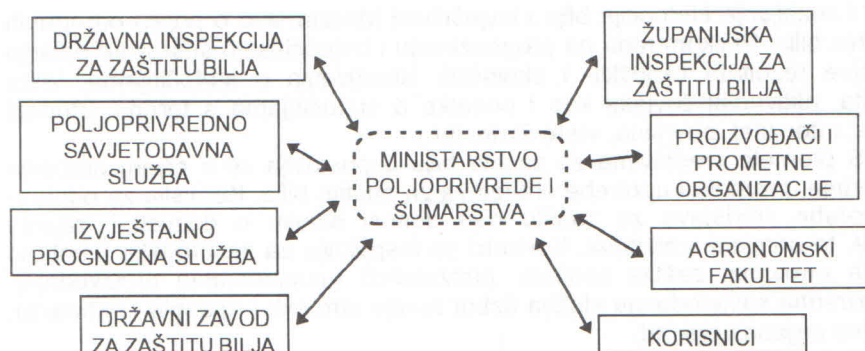 DRŽAVNA INSPEKCIJA
ZA ZAŠTITU BILJA
POLJOPRIVREDNO
SAVJETODAVNA
SLUŽBA
IZVJEŠTAJNO
PROGNOZNA SLUŽBA
DRŽAVNI ZAVOD
ZA ZAŠTITU BILJA
MINISTARSTVO
POLJOPRIVREDE I
ŠUMARSTVA
ŽUPANIJSKA
INSPEKCIJA ZA
ZAŠTITU BILJA
PROIZVOĐAČI I
PROMETNE
ORGANIZACIJE
AGRONOMSKI
FAKULTET
KORISNICI